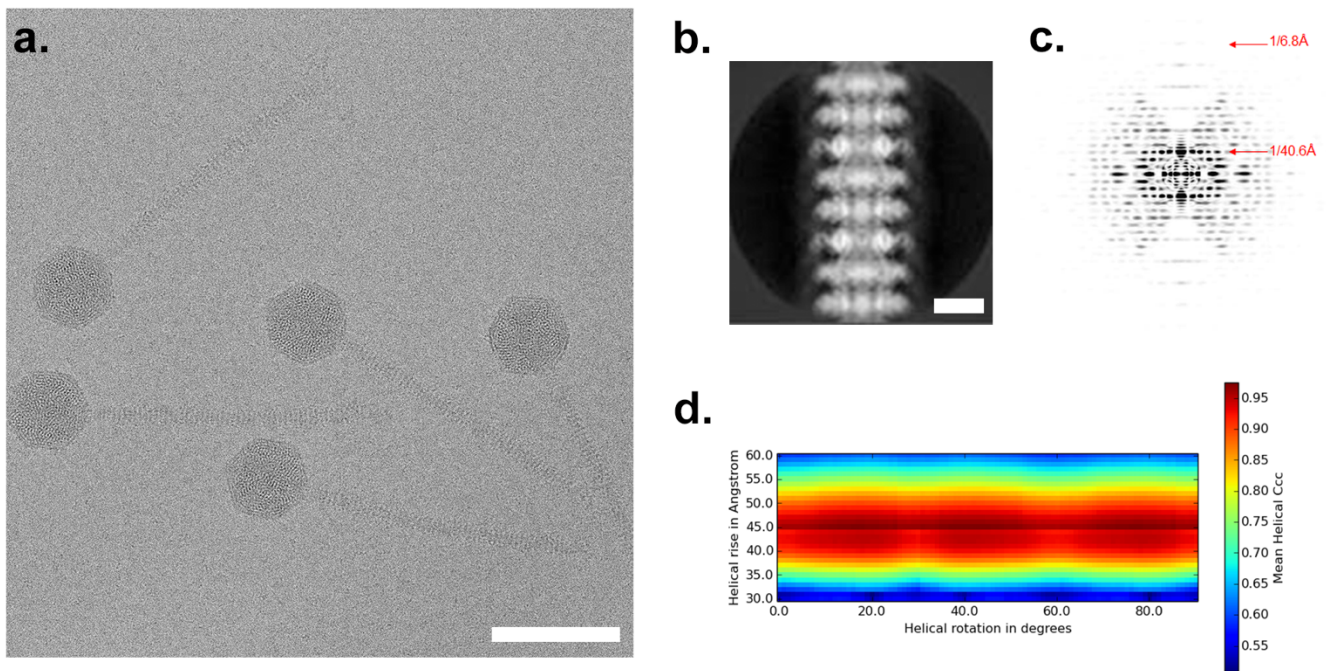 a.
b.
c.
1/6.8Å
1/40.6Å
d.
Helical rise in Angstrom
60.0
55.0
50.0
45.0
40.0
35.0
30.0
0.0 20.0 40.0 60.0 80.0
Helical rotation in degrees
0.95
0.90
0.85
0.80
0.75
0.70
0.65
0.60
0.55
Mean Helical Ccc